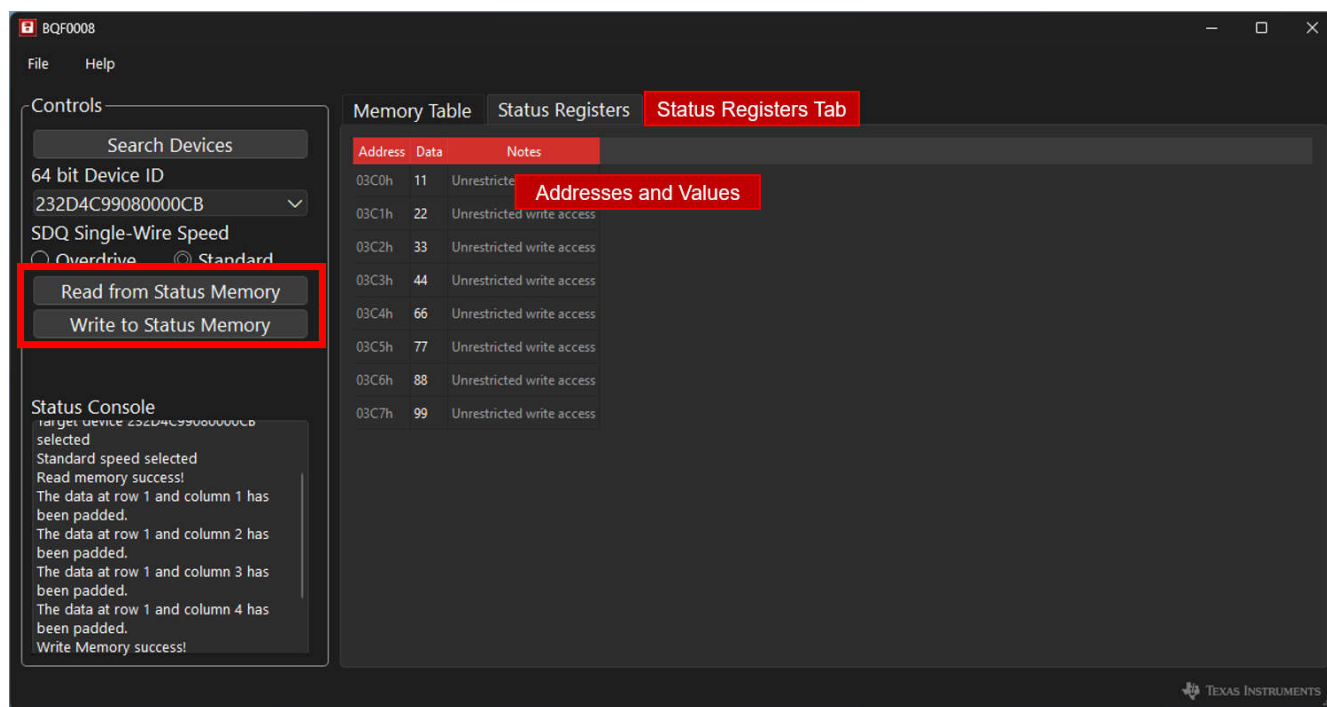 BQF0008
File Help
Controls
Search Devices
64 bit Device ID
232D4C99080000CB
SDQ Single-Wire Speed
Overdrive Standard
Read from Status Memory
Write to Status Memory
Status Console
Target device 232D4C99080000CB
selected
Standard speed selected
Read memory success!
The data at row 1 and column 1 has
been padded.
The data at row 1 and column 2 has
been padded.
The data at row 1 and column 3 has
been padded.
The data at row 1 and column 4 has
been padded.
Write Memory success!
Memory Table Status Registers Status Registers Tab
Address Data Notes
03C0h 11
Addresses and Values
03C1h 22 Unrestricted write access
03C2h 33 Unrestricted write access
03C3h 44 Unrestricted write access
03C4h 66 Unrestricted write access
03C5h 77 Unrestricted write access
03C6h 88 Unrestricted write access
03C7h 99 Unrestricted write access
TEXAS INSTRUMENTS